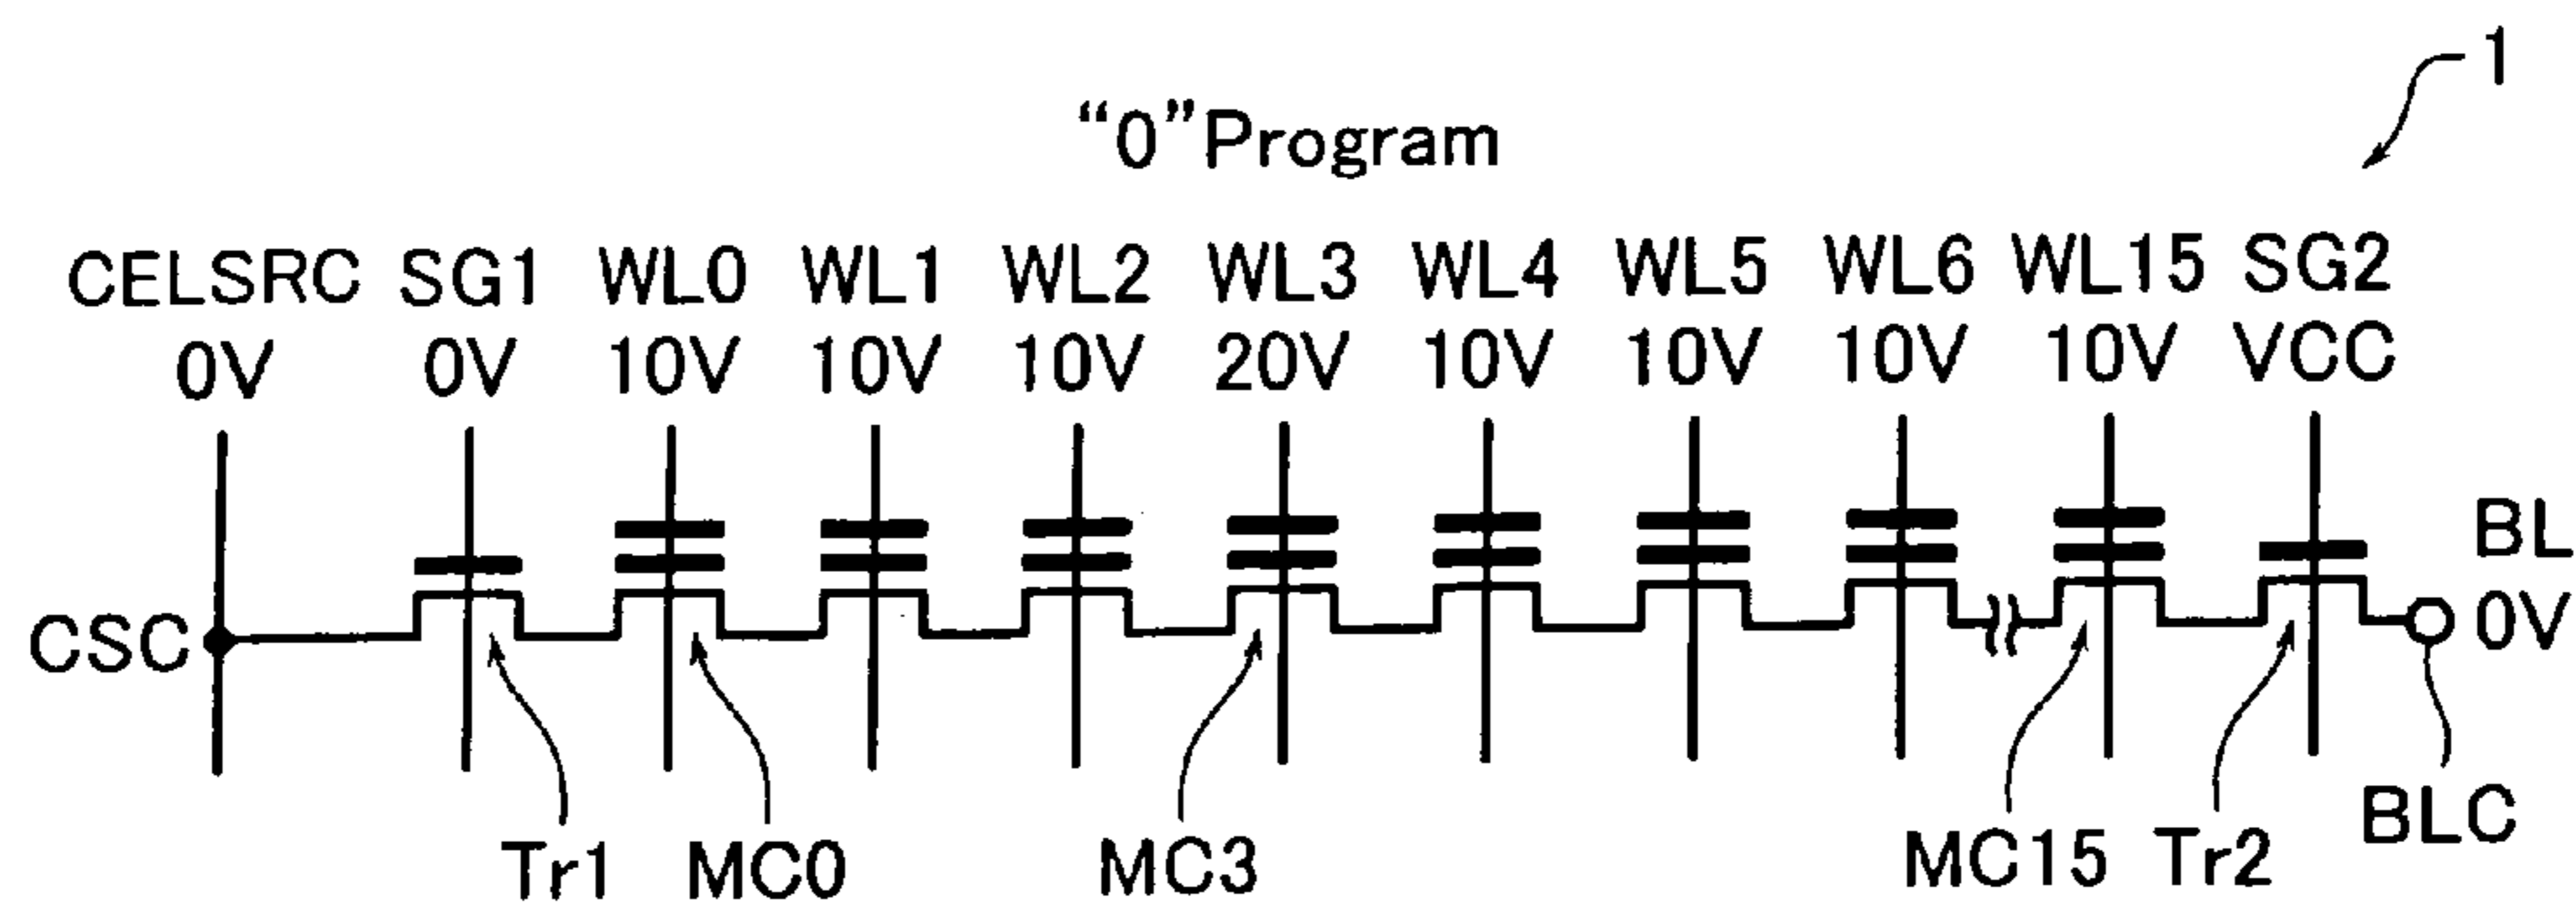 1
“0”Program
CELSRC SG1 WL0 WL1 WL2 WL3 WL4 WL5 WL6 WL15 SG2
0V 0V 10V 10V 10V 20V 10V 10V 10V 10V VCC
BL
CSC 0V
Tr1 MC0 MC3 MC15 Tr2 BLC